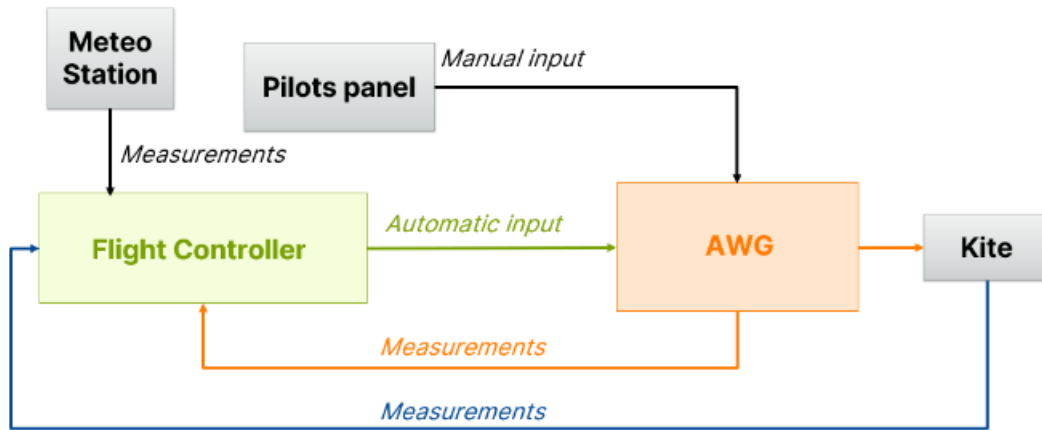 Meteo
Station
Pilots panel
Manual input
Measurements
Flight Controller
Automatic input
AWG
Kite
Measurements
Measurements